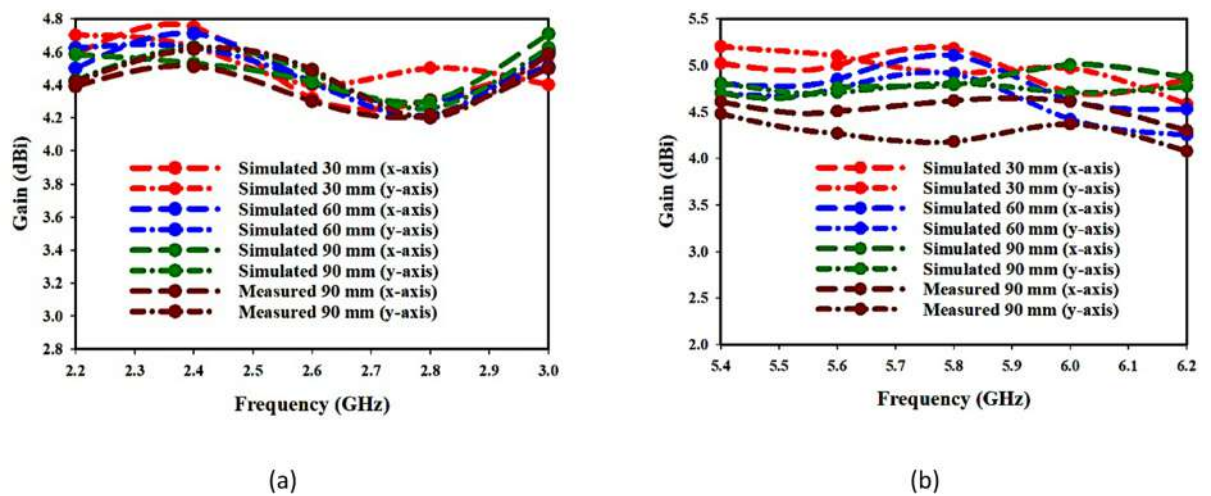 (a)
4.8
4.6
4.4
4.2
4.0
3.8
3.6
3.4
3.2
3.0
2.8
Gain (dBi)
Simulated 30 mm (x-axis)
Simulated 30 mm (y-axis)
Simulated 60 mm (x-axis)
Simulated 60 mm (y-axis)
Simulated 90 mm (x-axis)
Simulated 90 mm (y-axis)
Measured 90 mm (x-axis)
Measured 90 mm (y-axis)
2.2 2.3 2.4 2.5 2.6 2.7 2.8 2.9 3.0
Frequency (GHz)
(a)
(b)
5.5
5.0
4.5
4.0
3.5
3.0
2.5
2.0
Gain (dBi)
Simulated 30 mm (x-axis)
Simulated 30 mm (y-axis)
Simulated 60 mm (x-axis)
Simulated 60 mm (y-axis)
Simulated 90 mm (x-axis)
Simulated 90 mm (y-axis)
Measured 90 mm (x-axis)
Measured 90 mm (y-axis)
5.4 5.5 5.6 5.7 5.8 5.9 6.0 6.1 6.2
Frequency (GHz)
(b)